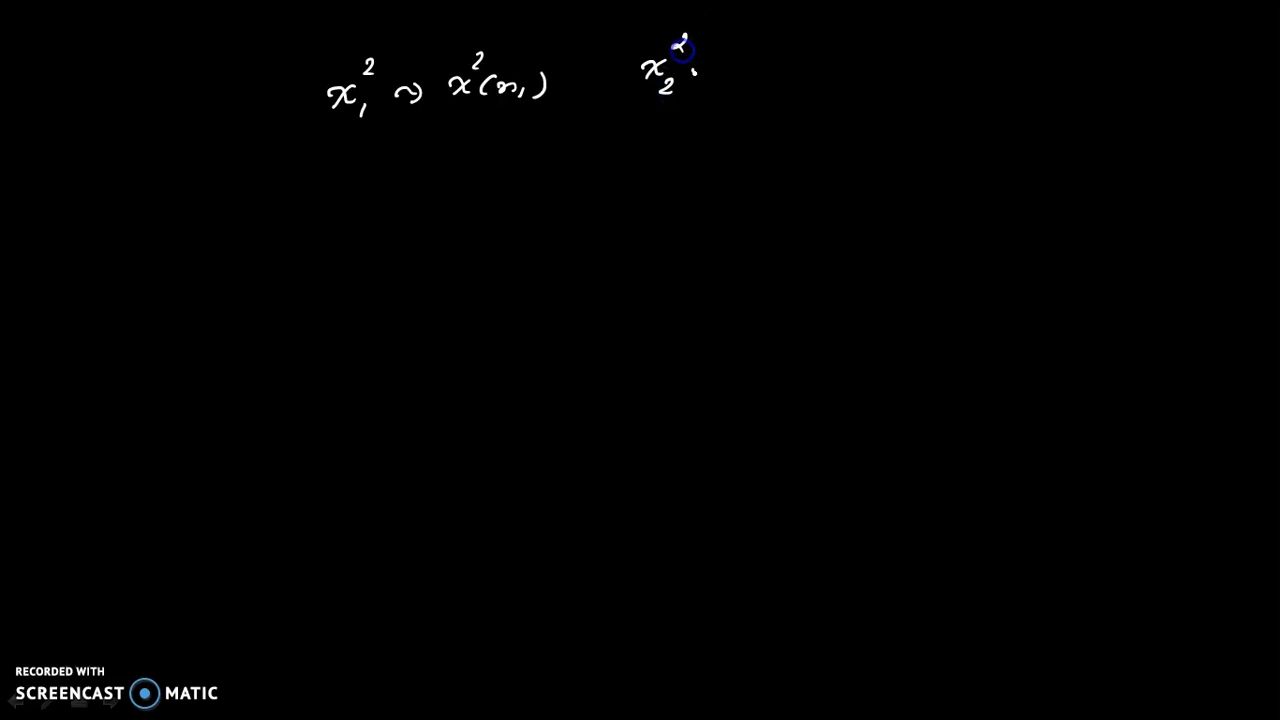 x₁² ~> x²(n₁) x₂² .
RECORDED WITH
SCREENCAST MATIC